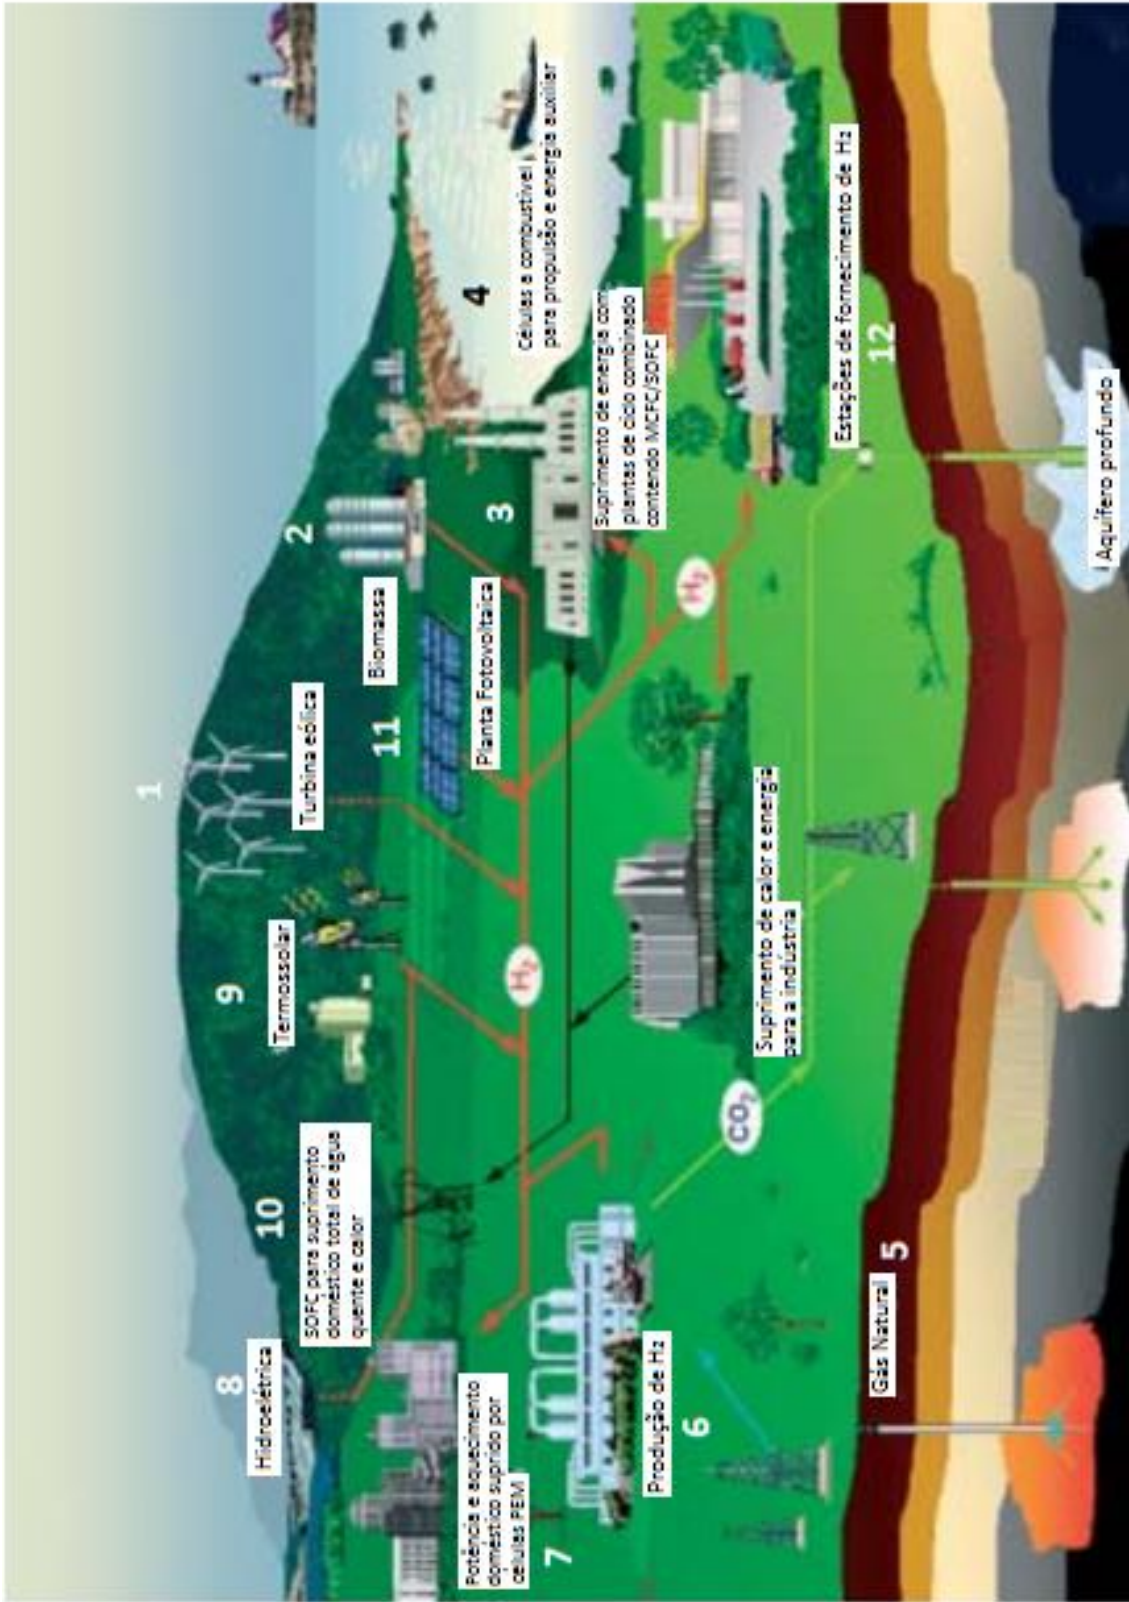 1
Turbina eólica
9
Termossolar
2
Biomassa
11
Planta Fotovoltaica
10
SOFC para suprimento
doméstico total de água
quente e calor
8
Hidroelétrica
Potência e aquecimento
doméstico suprido por
células PEM
7
Produção de H2
6
H2
3
Suprimento de energia com
plantas de ciclo combinado
contendo MCFC/SOFC
4
Células a combustível
para propulsão e energia auxiliar
H2
CO2
Suprimento de calor e energia
para a indústria
Estações de fornecimento de H2
12
5
Gás Natural
Aquífero profundo